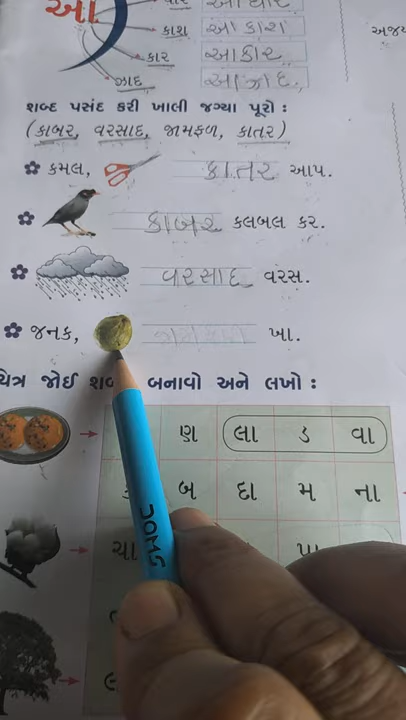 આ ધાર આ ધાર
કાશ આકાશ
કાર આકાર
ઝાદ આઝાદ
અજય
શબ્દ પસંદ કરી ખાલી જગ્યા પૂરો :
(કાબર, વરસાદ, જામફળ, કાતર)
કમલ, કાતર આપ.
કાબર કલબલ કર.
વરસાદ વરસ.
જનક, ખા.
જોઈ બનાવો અને લખો :
ણ લા ડ વા
બ દા મ ના
ચા પા